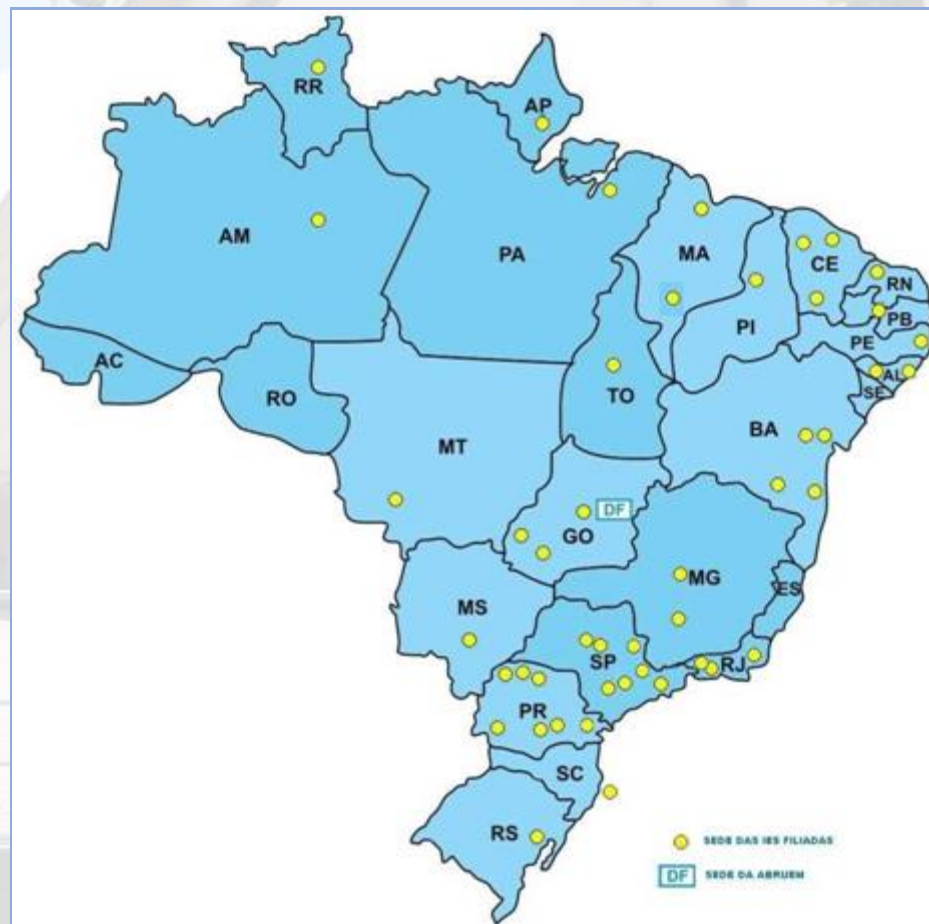 RR
AP
AM
PA
MA
CE
RN
PI
PB
PE
AC
AL
SE
RO
TO
BA
MT
DF
GO
MG
ES
MS
SP
RJ
PR
SC
RS
SEDE DAS IES FILIADAS
DF SEDE DA ABRUEM